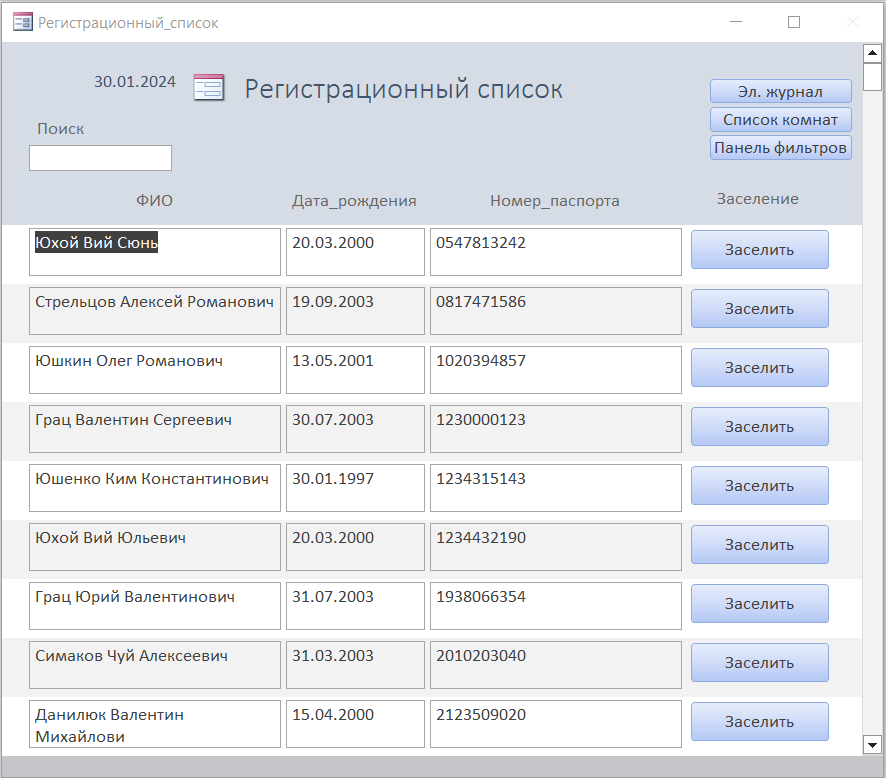 Регистрационный_список
30.01.2024
Регистрационный список
Эл. журнал
Список комнат
Панель фильтров
Поиск
ФИО Дата_рождения Номер_паспорта Заселение
Юхой Вий Сюнь 20.03.2000 0547813242 Заселить
Стрельцов Алексей Романович 19.09.2003 0817471586 Заселить
Юшкин Олег Романович 13.05.2001 1020394857 Заселить
Грац Валентин Сергеевич 30.07.2003 1230000123 Заселить
Юшенко Ким Константинович 30.01.1997 1234315143 Заселить
Юхой Вий Юльевич 20.03.2000 1234432190 Заселить
Грац Юрий Валентинович 31.07.2003 1938066354 Заселить
Симаков Чуй Алексеевич 31.03.2003 2010203040 Заселить
Данилюк Валентин 15.04.2000 2123509020 Заселить
Михайлови